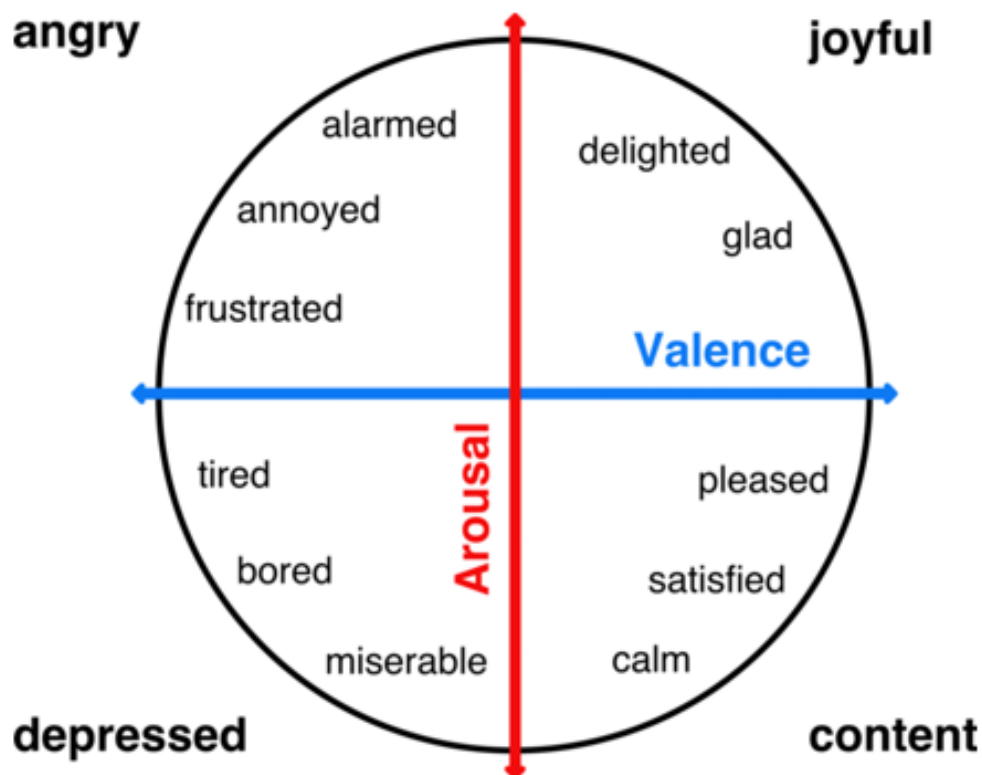 angry
joyful
alarmed
delighted
annoyed
glad
frustrated
Valence
Arousal
tired
pleased
bored
satisfied
miserable
calm
depressed
content